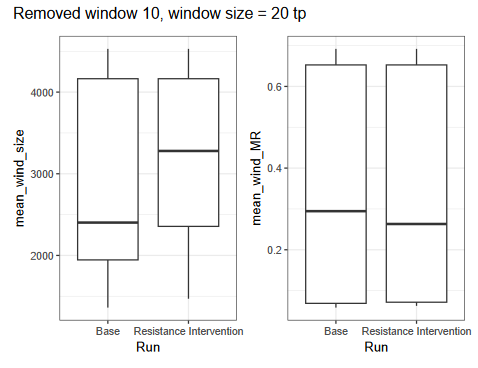 Removed window 10, window size = 20 tp
mean_wind_size
4000
3000
2000
Base
Resistance Intervention
Run
mean_wind_MR
0.6
0.4
0.2
Base
Resistance Intervention
Run